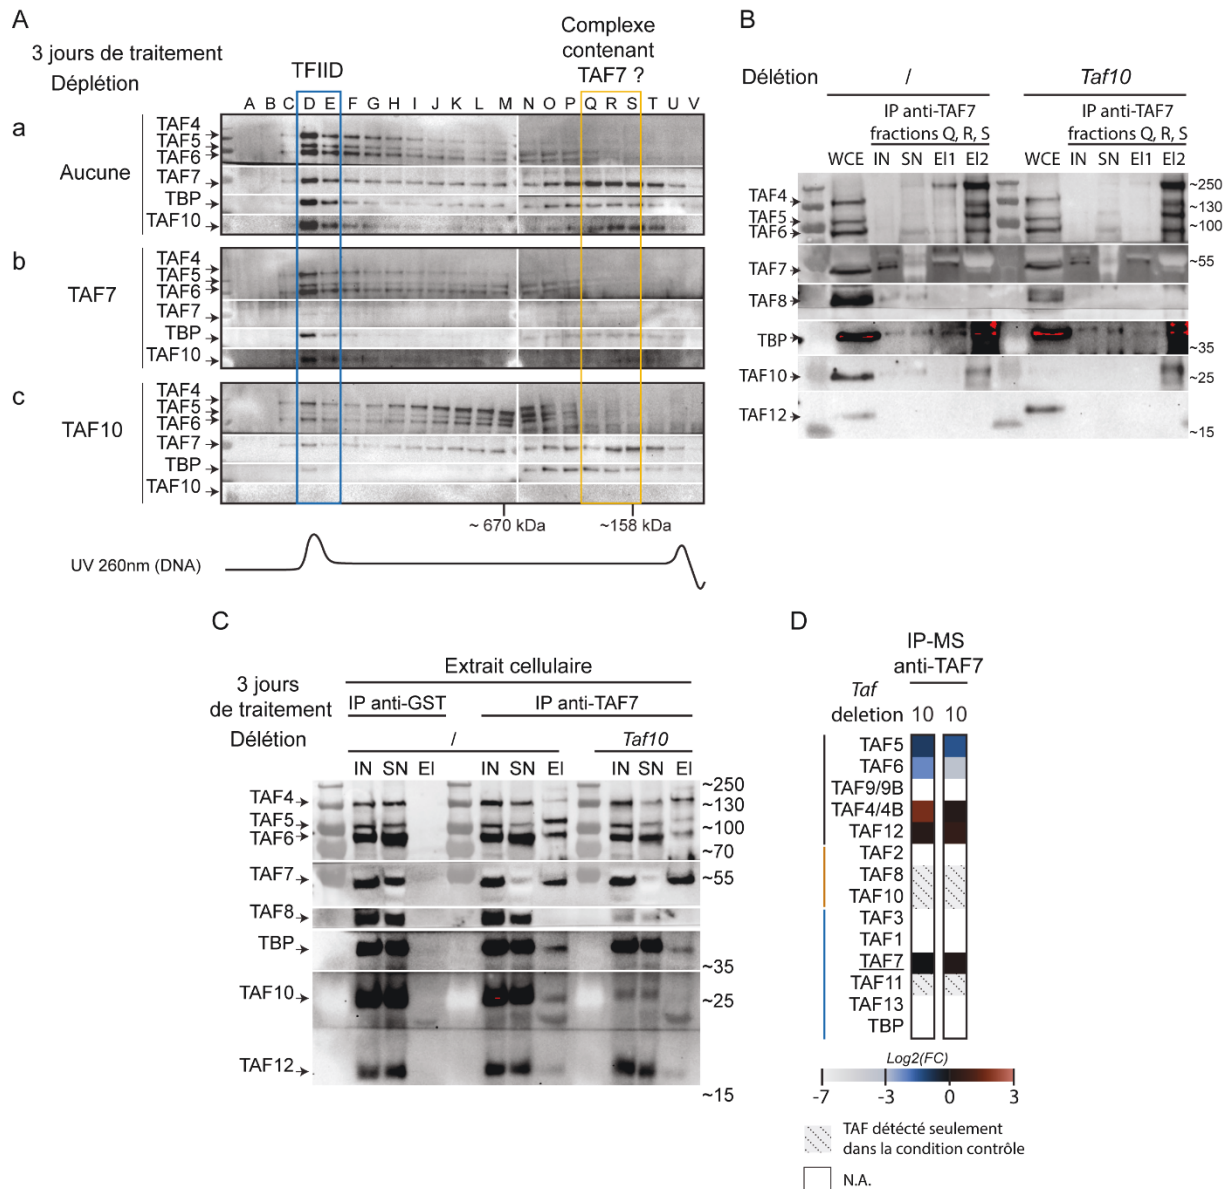 A
3 jours de traitement
Déplétion
TFIID
Complexe
contenant
TAF7 ?
A B C D E F G H I J K L M N O P Q R S T U V
a
Aucune
TAF4
TAF5
TAF6
TAF7
TBP
TAF10
b
TAF7
TAF4
TAF5
TAF6
TAF7
TBP
TAF10
c
TAF10
TAF4
TAF5
TAF6
TAF7
TBP
TAF10
~ 670 kDa
~158 kDa
UV 260nm (DNA)
B
Délétion
/
Taf10
IP anti-TAF7
fractions Q, R, S
IP anti-TAF7
fractions Q, R, S
WCE IN SN El1 El2 WCE IN SN El1 El2
TAF4
TAF5
TAF6
TAF7
TAF8
TBP
TAF10
TAF12
~250
~130
~100
~55
~35
~25
~15
C
Extrait cellulaire
3 jours
de traitement
IP anti-GST
IP anti-TAF7
Délétion
/
Taf10
IN SN El IN SN El IN SN El
TAF4
TAF5
TAF6
TAF7
TAF8
TBP
TAF10
TAF12
~250
~130
~100
~70
~55
~35
~25
~15
D
IP-MS
anti-TAF7
Taf
deletion
10 10
TAF5
TAF6
TAF9/9B
TAF4/4B
TAF12
TAF2
TAF8
TAF10
TAF3
TAF1
TAF7
TAF11
TAF13
TBP
Log2(FC)
-7 -3 0 3
TAF détécté seulement
dans la condition contrôle
N.A.